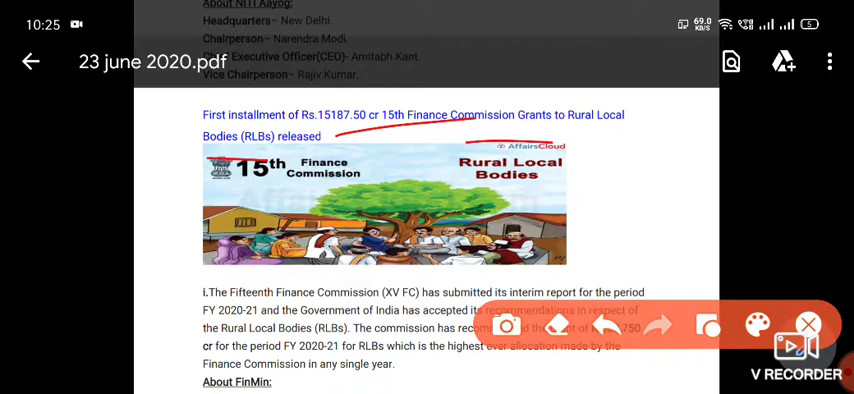 10:25
69.0
KB/S
5
About NITI Aayog
Headquarters– New Delhi.
Chairperson– Narendra Modi.
Chief Executive Officer(CEO)- Amitabh Kant.
Vice Chairperson– Rajiv Kumar.
23 june 2020.pdf
First installment of Rs.15187.50 cr 15th Finance Commission Grants to Rural Local
Bodies (RLBs) released
AffairsCloud
15th Finance Commission
Rural Local
Bodies
i.The Fifteenth Finance Commission (XV FC) has submitted its interim report for the period
FY 2020-21 and the Government of India has accepted its recommendations in respect of
the Rural Local Bodies (RLBs). The commission has of 750
cr for the period FY 2020-21 for RLBs which is the highest ever allocation made by the
Finance Commission in any single year.
About FinMin:
V RECORDER